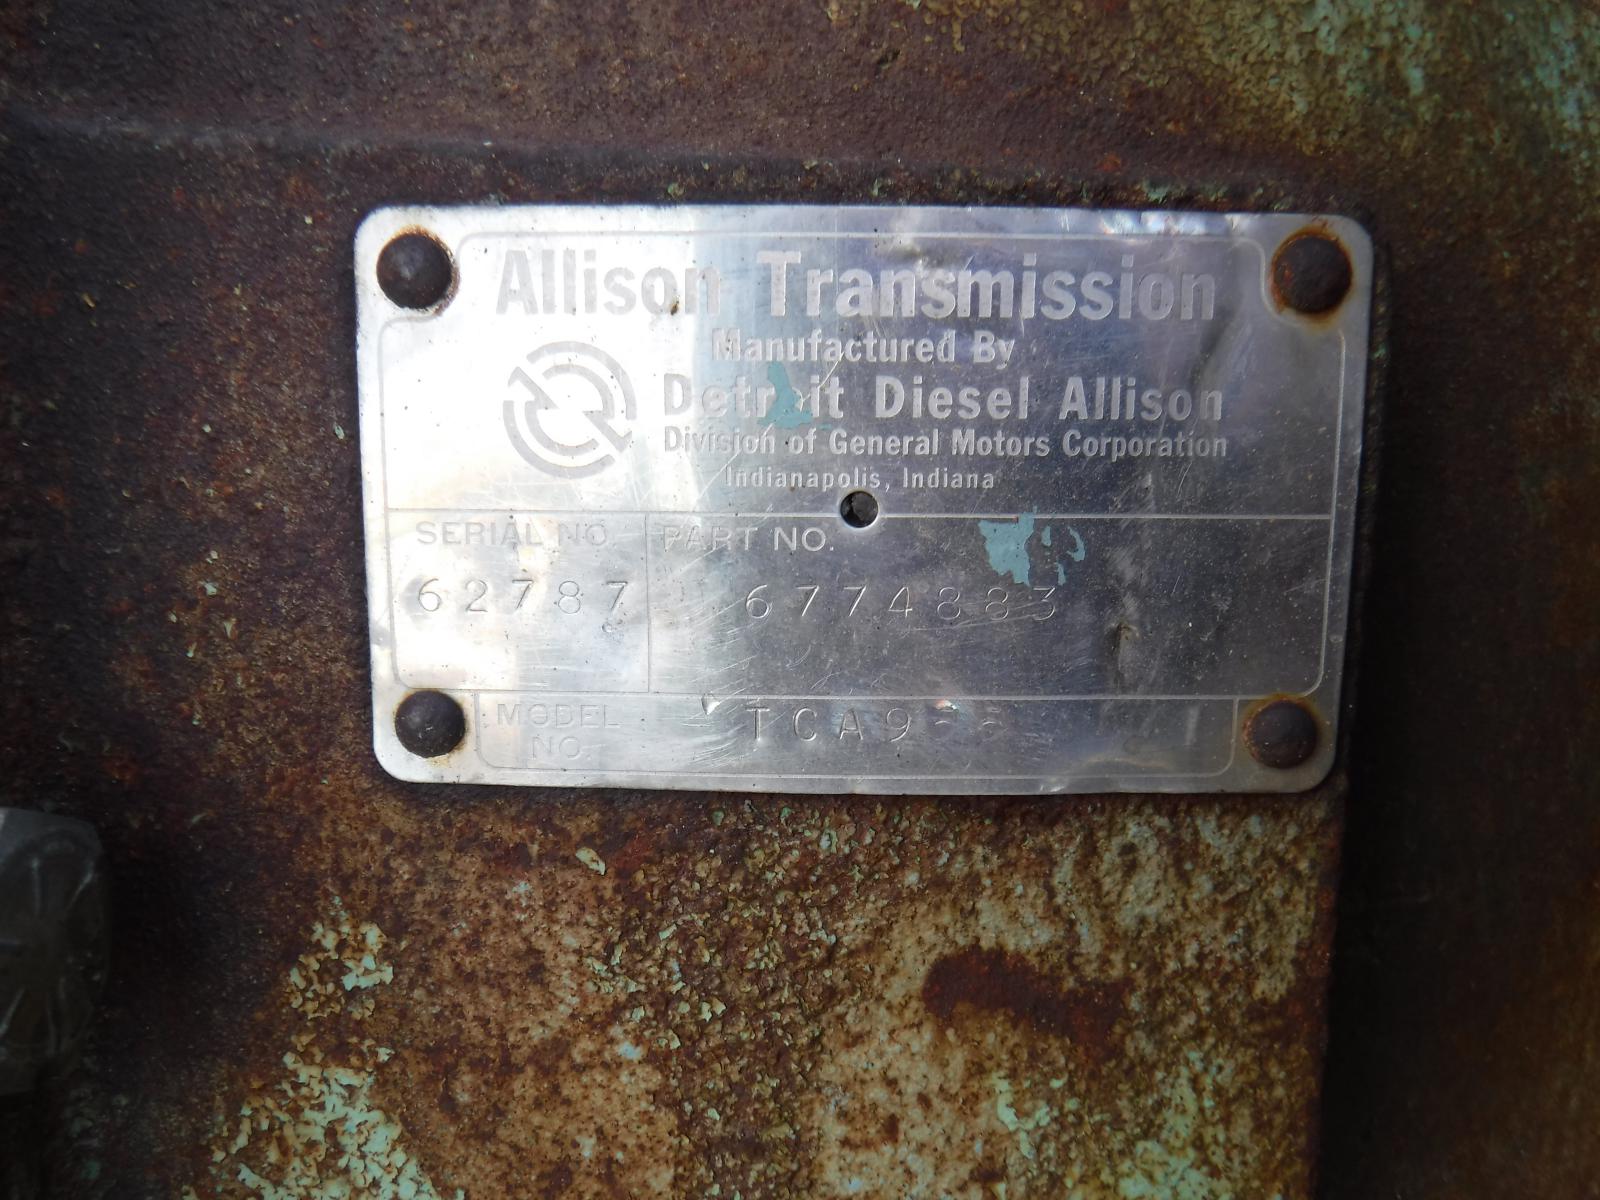 Allison Transmission
Manufactured By
Detroit Diesel Allison
Division of General Motors Corporation
Indianapolis, Indiana
SERIAL NO. PART NO.
62787 6774883
MODEL
NO.